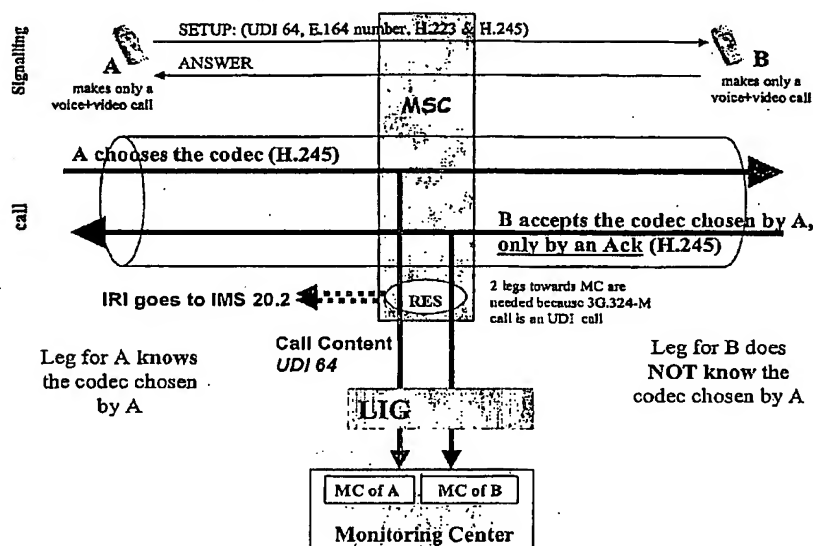 Signalling
SETUP: (UDI 64, E.164 number, H.223 & H.245)
A
ANSWER
B
makes only a
voice+video call
makes only a
voice+video call
MSC
call
A chooses the codec (H.245)
B accepts the codec chosen by A,
only by an Ack (H.245)
IRI goes to IMS 20.2
RES
2 legs towards MC are
needed because 3G.324-M
call is an UDI call
Call Content
UDI 64
Leg for A knows
the codec chosen
by A
Leg for B does
NOT know the
codec chosen by A
LIG
MC of A
MC of B
Monitoring Center